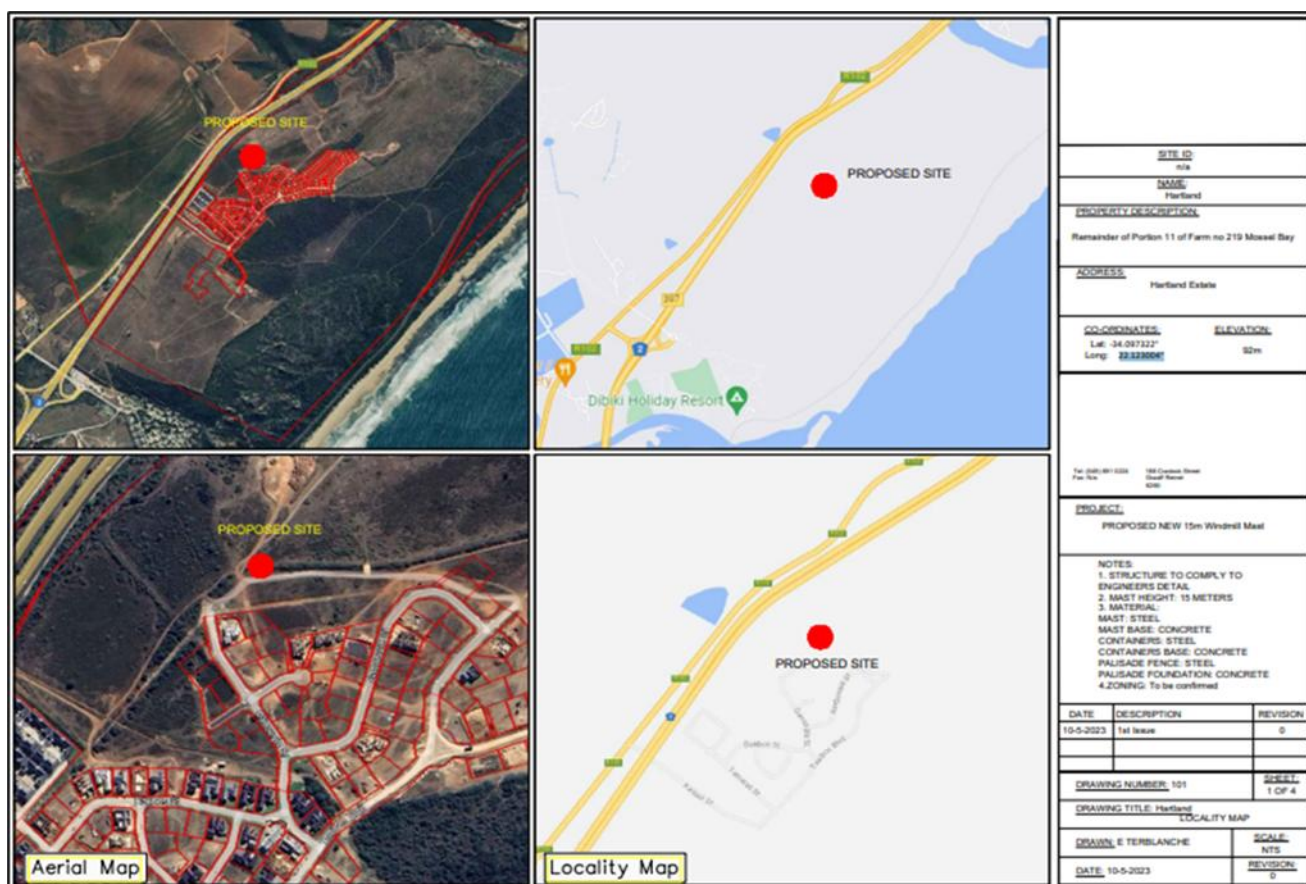 PROPOSED SITE
R102
PROPOSED SITE
397
R102
2
Dibiki Holiday Resort
PROPOSED SITE
Aerial Map
PROPOSED SITE
Locality Map
SITE ID:
n/a
NAME:
Hartland
PROPERTY DESCRIPTION:
Remainder of Portion 11 of Farm no 219 Mossel Bay
ADDRESS:
Hartland Estate
CO-ORDINATES:
ELEVATION:
Lat: -34.097322°
Long: 22.123004°
92m
PROJECT:
PROPOSED NEW 15m Windmill Mast
NOTES:
1. STRUCTURE TO COMPLY TO
ENGINEERS DETAIL
2. MAST HEIGHT: 15 METERS
3. MATERIAL:
MAST: STEEL
MAST BASE: CONCRETE
CONTAINERS: STEEL
CONTAINERS BASE: CONCRETE
PALISADE FENCE: STEEL
PALISADE FOUNDATION: CONCRETE
4.ZONING: To be confirmed
DATE DESCRIPTION REVISION
10-5-2023 1st Issue 0
DRAWING NUMBER: 101
SHEET:
1 OF 4
DRAWING TITLE: Hartland
LOCALITY MAP
DRAWN: E TERBLANCHE
SCALE:
NTS
DATE: 10-5-2023
REVISION:
0